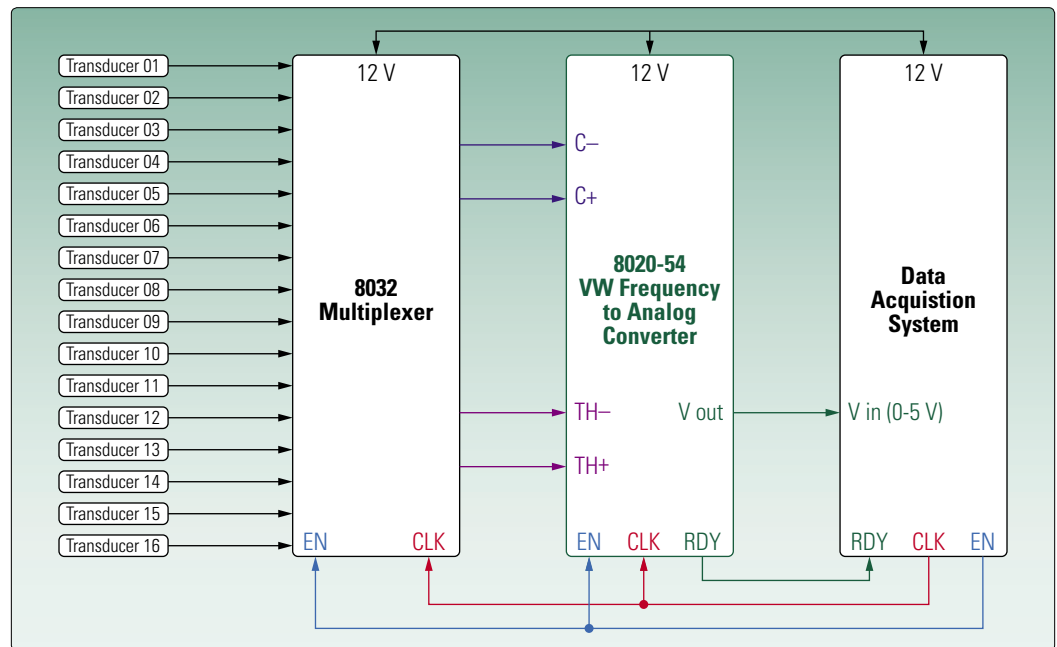 Transducer 01
Transducer 02
Transducer 03
Transducer 04
Transducer 05
Transducer 06
Transducer 07
Transducer 08
Transducer 09
Transducer 10
Transducer 11
Transducer 12
Transducer 13
Transducer 14
Transducer 15
Transducer 16
12 V
8032
Multiplexer
EN CLK
12 V
C–
C+
8020-54
VW Frequency
to Analog
Converter
TH– V out
TH+
EN CLK RDY
12 V
Data
Acquistion
System
V in (0-5 V)
RDY CLK EN